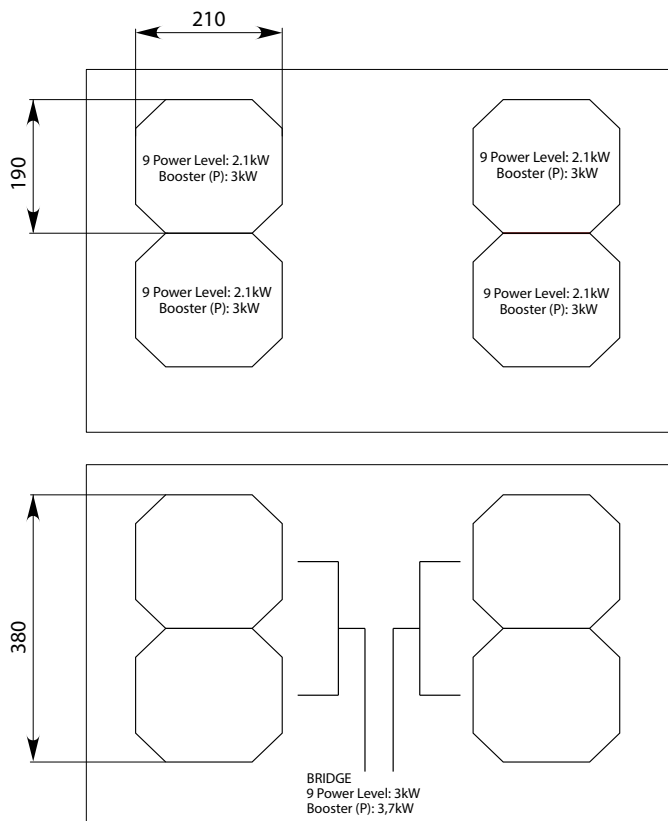 210
190
9 Power Level: 2.1kW
Booster (P): 3kW
9 Power Level: 2.1kW
Booster (P): 3kW
9 Power Level: 2.1kW
Booster (P): 3kW
9 Power Level: 2.1kW
Booster (P): 3kW
380
BRIDGE
9 Power Level: 3kW
Booster (P): 3,7kW